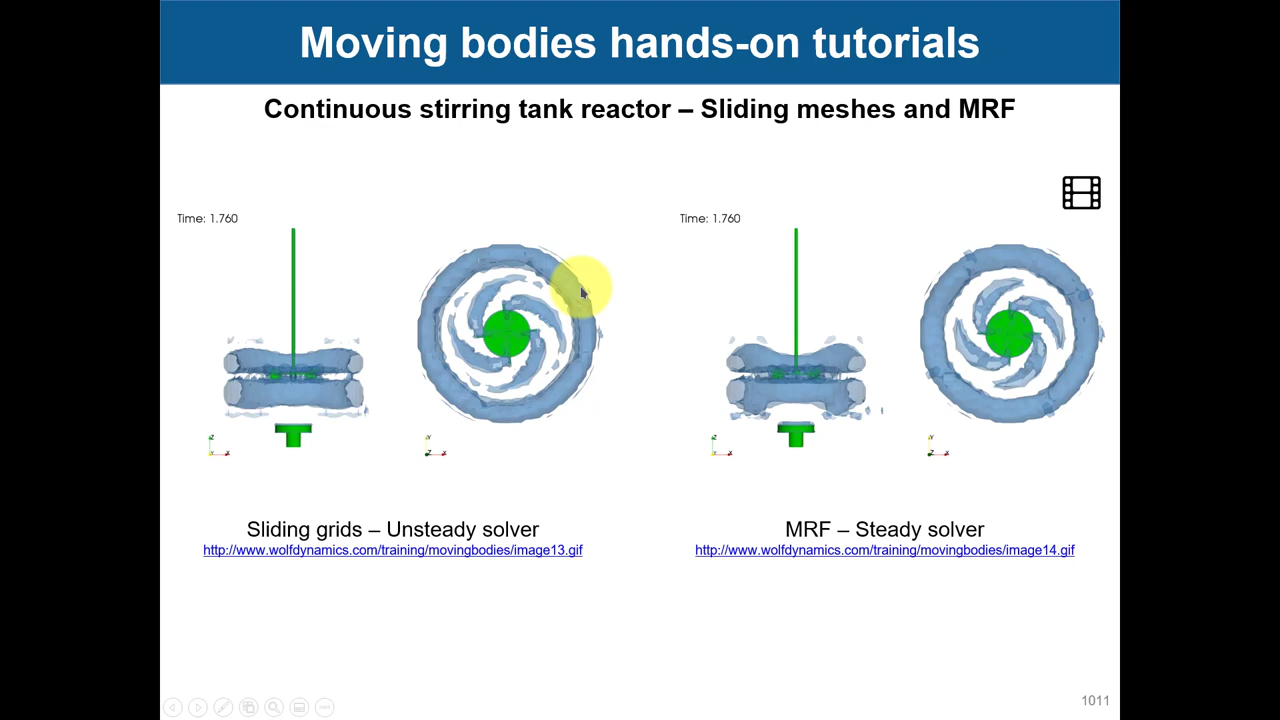 Moving bodies hands-on tutorials
Continuous stirring tank reactor – Sliding meshes and MRF
Time: 1.760
Time: 1.760
Z
Y
X
Y
Z
X
Z
Y
X
Y
Z
X
Sliding grids – Unsteady solver
http://www.wolfdynamics.com/training/movingbodies/image13.gif
MRF – Steady solver
http://www.wolfdynamics.com/training/movingbodies/image14.gif
1011